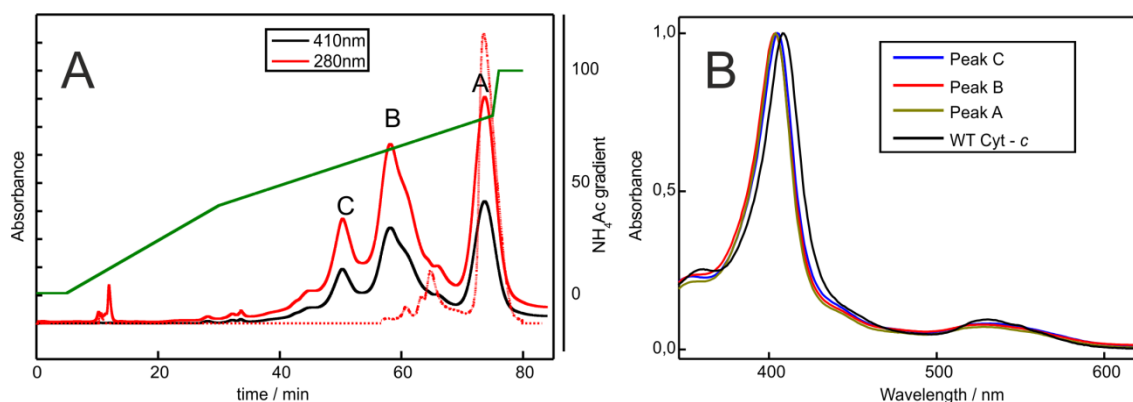 A
410nm
280nm
C
B
A
Absorbance
0
20
40
60
80
time / min
100
50
0
NH₄Ac gradient
B
Peak C
Peak B
Peak A
WT Cyt - c
Absorbance
1,0
0,5
0,0
400
500
600
Wavelength / nm